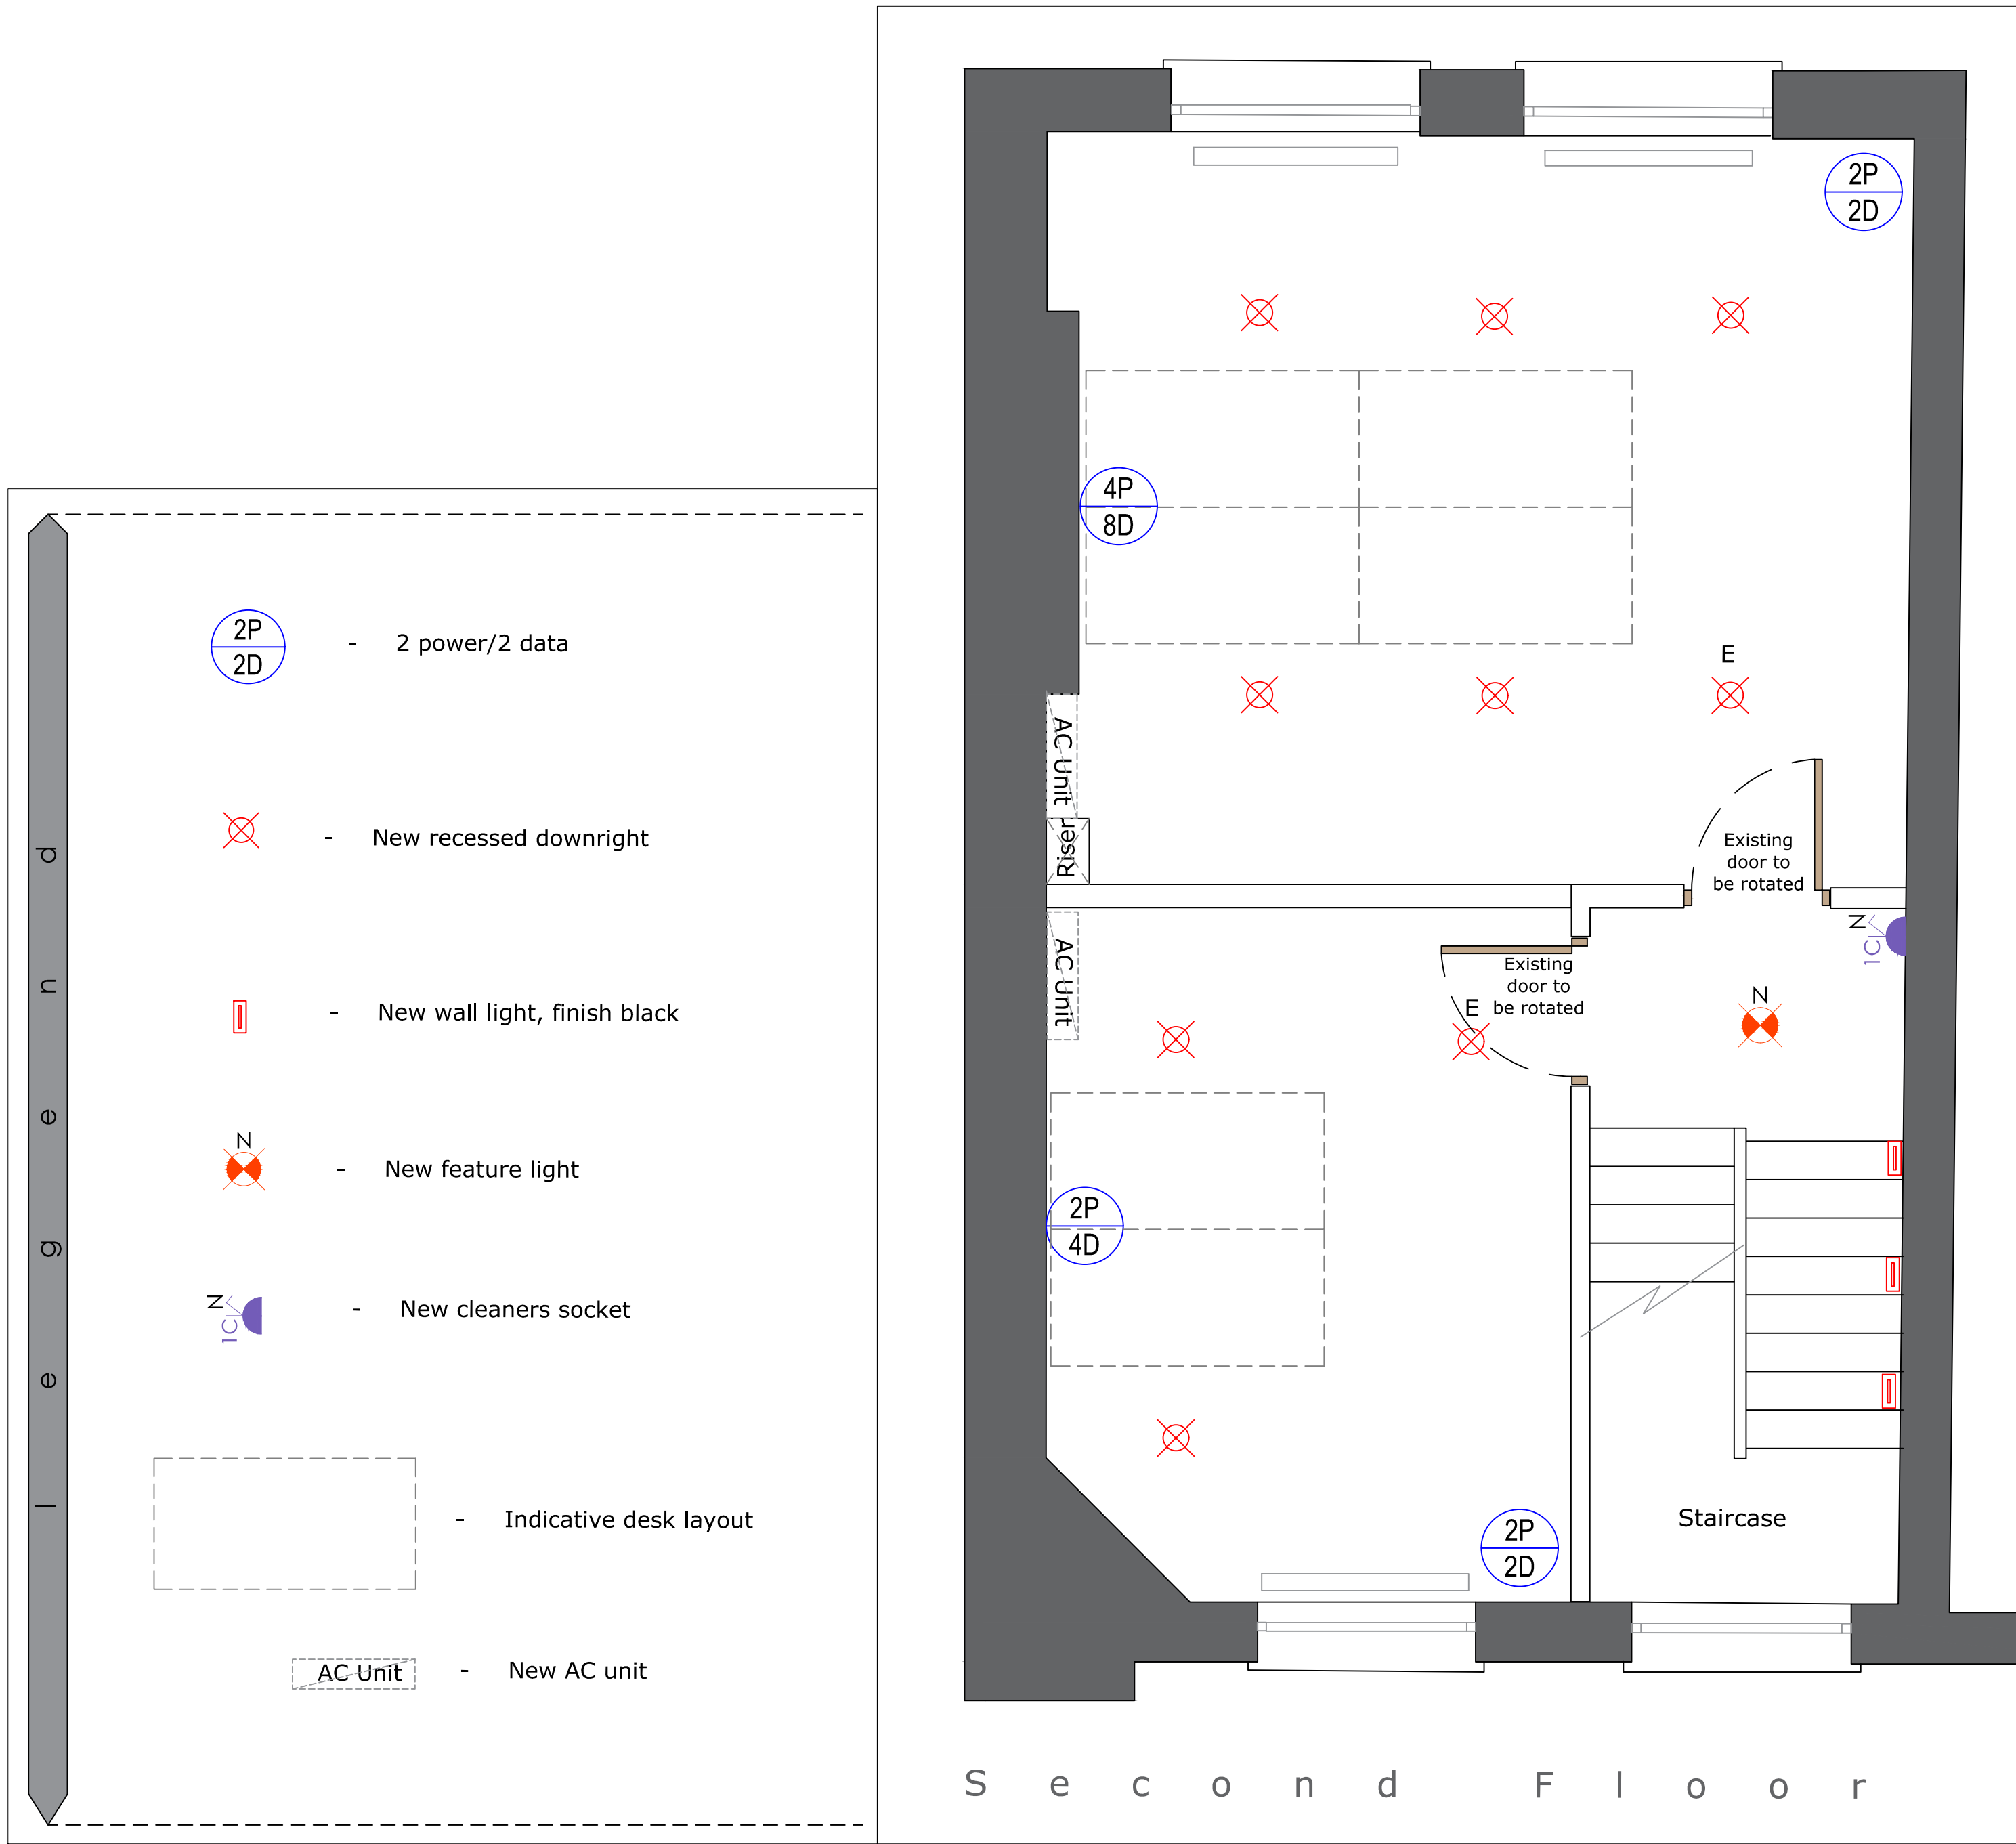 legend
2P
2D
- 2 power/2 data
- New recessed downright
- New wall light, finish black
N
- New feature light
N
1C
- New cleaners socket
- Indicative desk layout
AC Unit - New AC unit
2P
2D
4P
8D
E
AC Unit
Riser
Existing
door to
be rotated
N
1C
AC Unit
Existing
door to
be rotated
E
N
2P
4D
Staircase
2P
2D
Second Floor